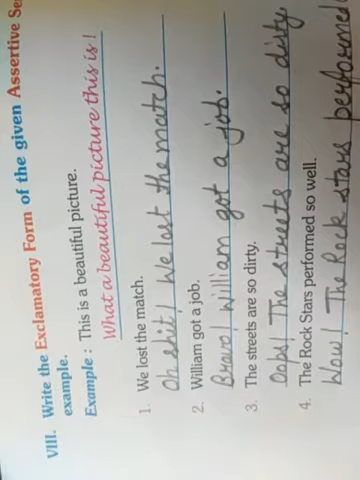 VIII. Write the Exclamatory Form of the given Assertive Se
example.
Example : This is a beautiful picture.
What a beautiful picture this is!
1. We lost the match.
Oh shit! We lost the match.
2. William got a job.
Bravo! William got a job.
3. The streets are so dirty.
Oops! The streets are so dirty
4. The Rock Stars performed so well.
Wow! The Rock stars performed